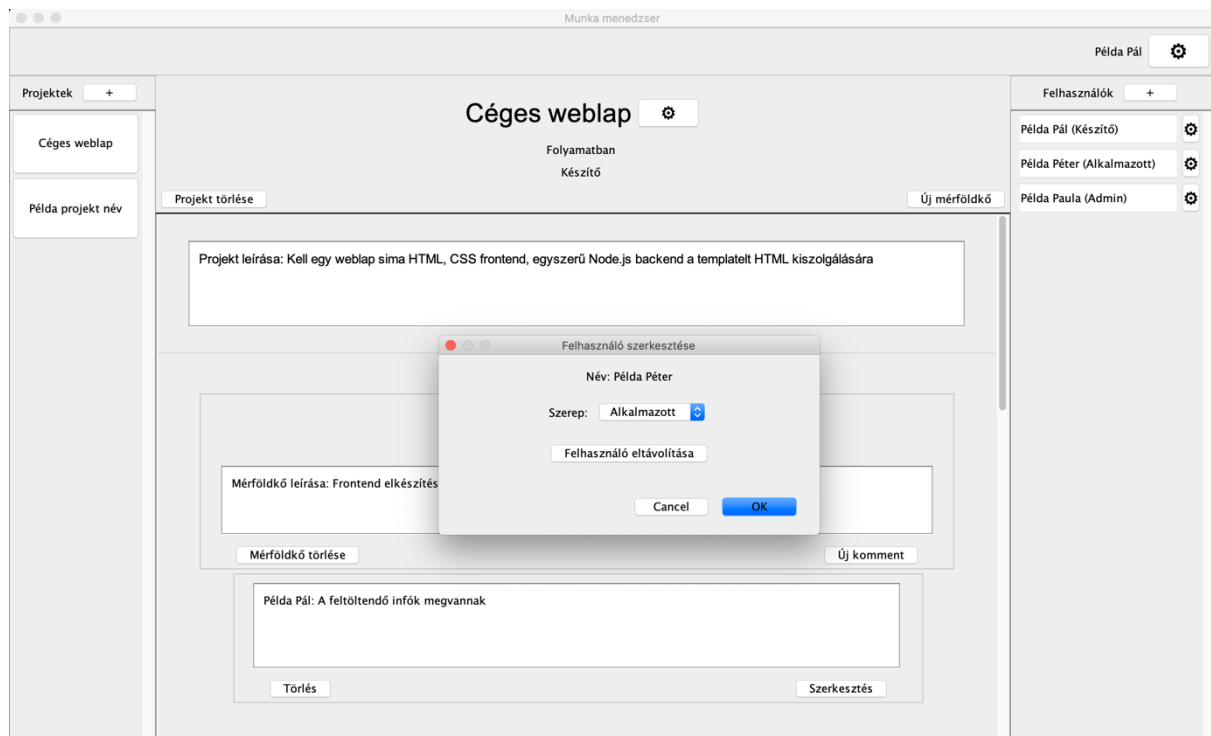 Munka menedzser
Példa Pál
Projektek +
Céges weblap
Példa projekt név
Céges weblap
Folyamatban
Készítő
Projekt törlése
Új mérföldkő
Projekt leírása: Kell egy weblap sima HTML, CSS frontend, egyszerű Node.js backend a templatelt HTML kiszolgálására
Felhasználó szerkesztése
Név: Példa Péter
Szerep: Alkalmazott
Felhasználó eltávolítása
Cancel OK
Mérföldkő leírása: Frontend elkészítés
Mérföldkő törlése
Új komment
Példa Pál: A feltöltendő infók megvannak
Törlés
Szerkesztés
Felhasználók +
Példa Pál (Készítő)
Példa Péter (Alkalmazott)
Példa Paula (Admin)